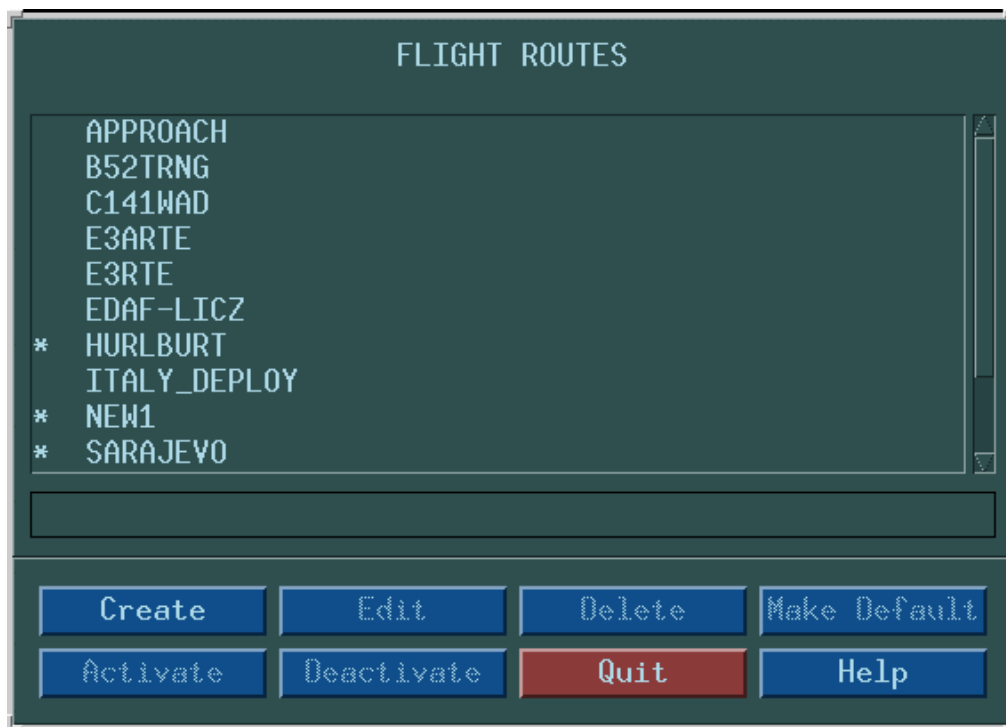 FLIGHT ROUTES
APPROACH
B52TRNG
C141WAD
E3ARTE
E3RTE
EDAF-LICZ
* HURLBURT
ITALY_DEPLOY
* NEW1
* SARAJEVO
Create Edit Delete Make Default
Activate Deactivate Quit Help